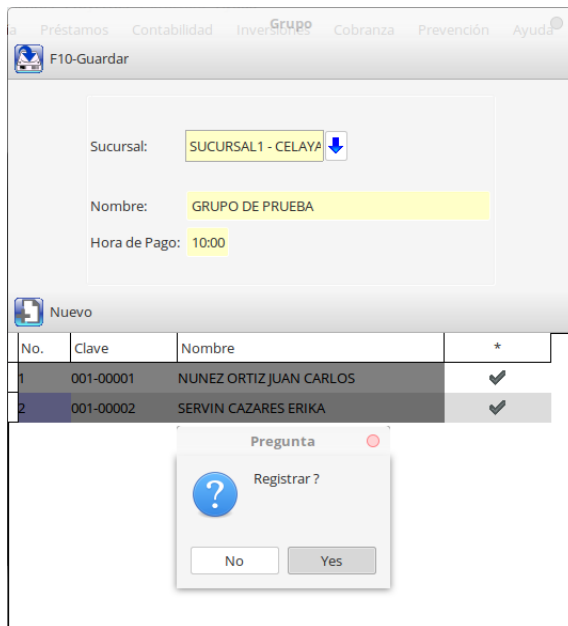 Grupo
a Préstamos Contabilidad Inversiones Cobranza Prevención Ayuda
F10-Guardar
Sucursal: SUCURSAL1 - CELAYA
Nombre: GRUPO DE PRUEBA
Hora de Pago: 10:00
Nuevo
No. Clave Nombre *
1 001-00001 NUNEZ ORTIZ JUAN CARLOS
2 001-00002 SERVIN CAZARES ERIKA
Pregunta
Registrar ?
No Yes